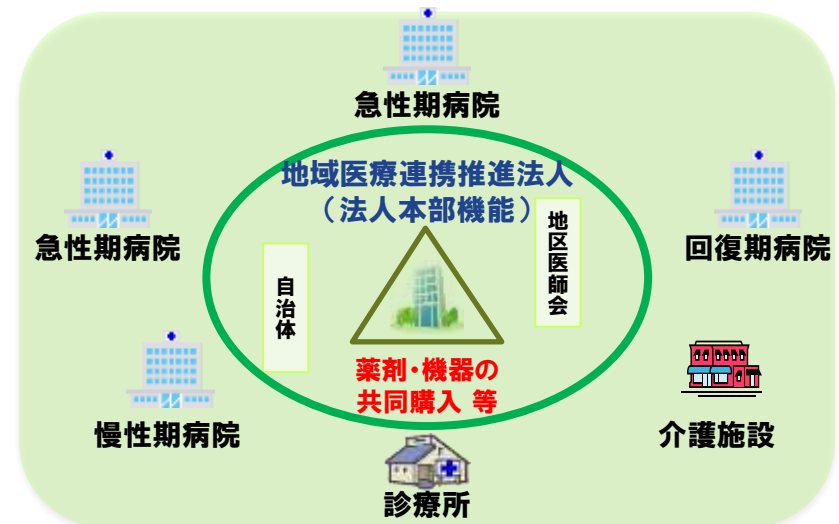 急性期病院
地域医療連携推進法人
（法人本部機能）
地区医師会
急性期病院
回復期病院
自治体
薬剤・機器の
共同購入 等
慢性期病院
介護施設
診療所